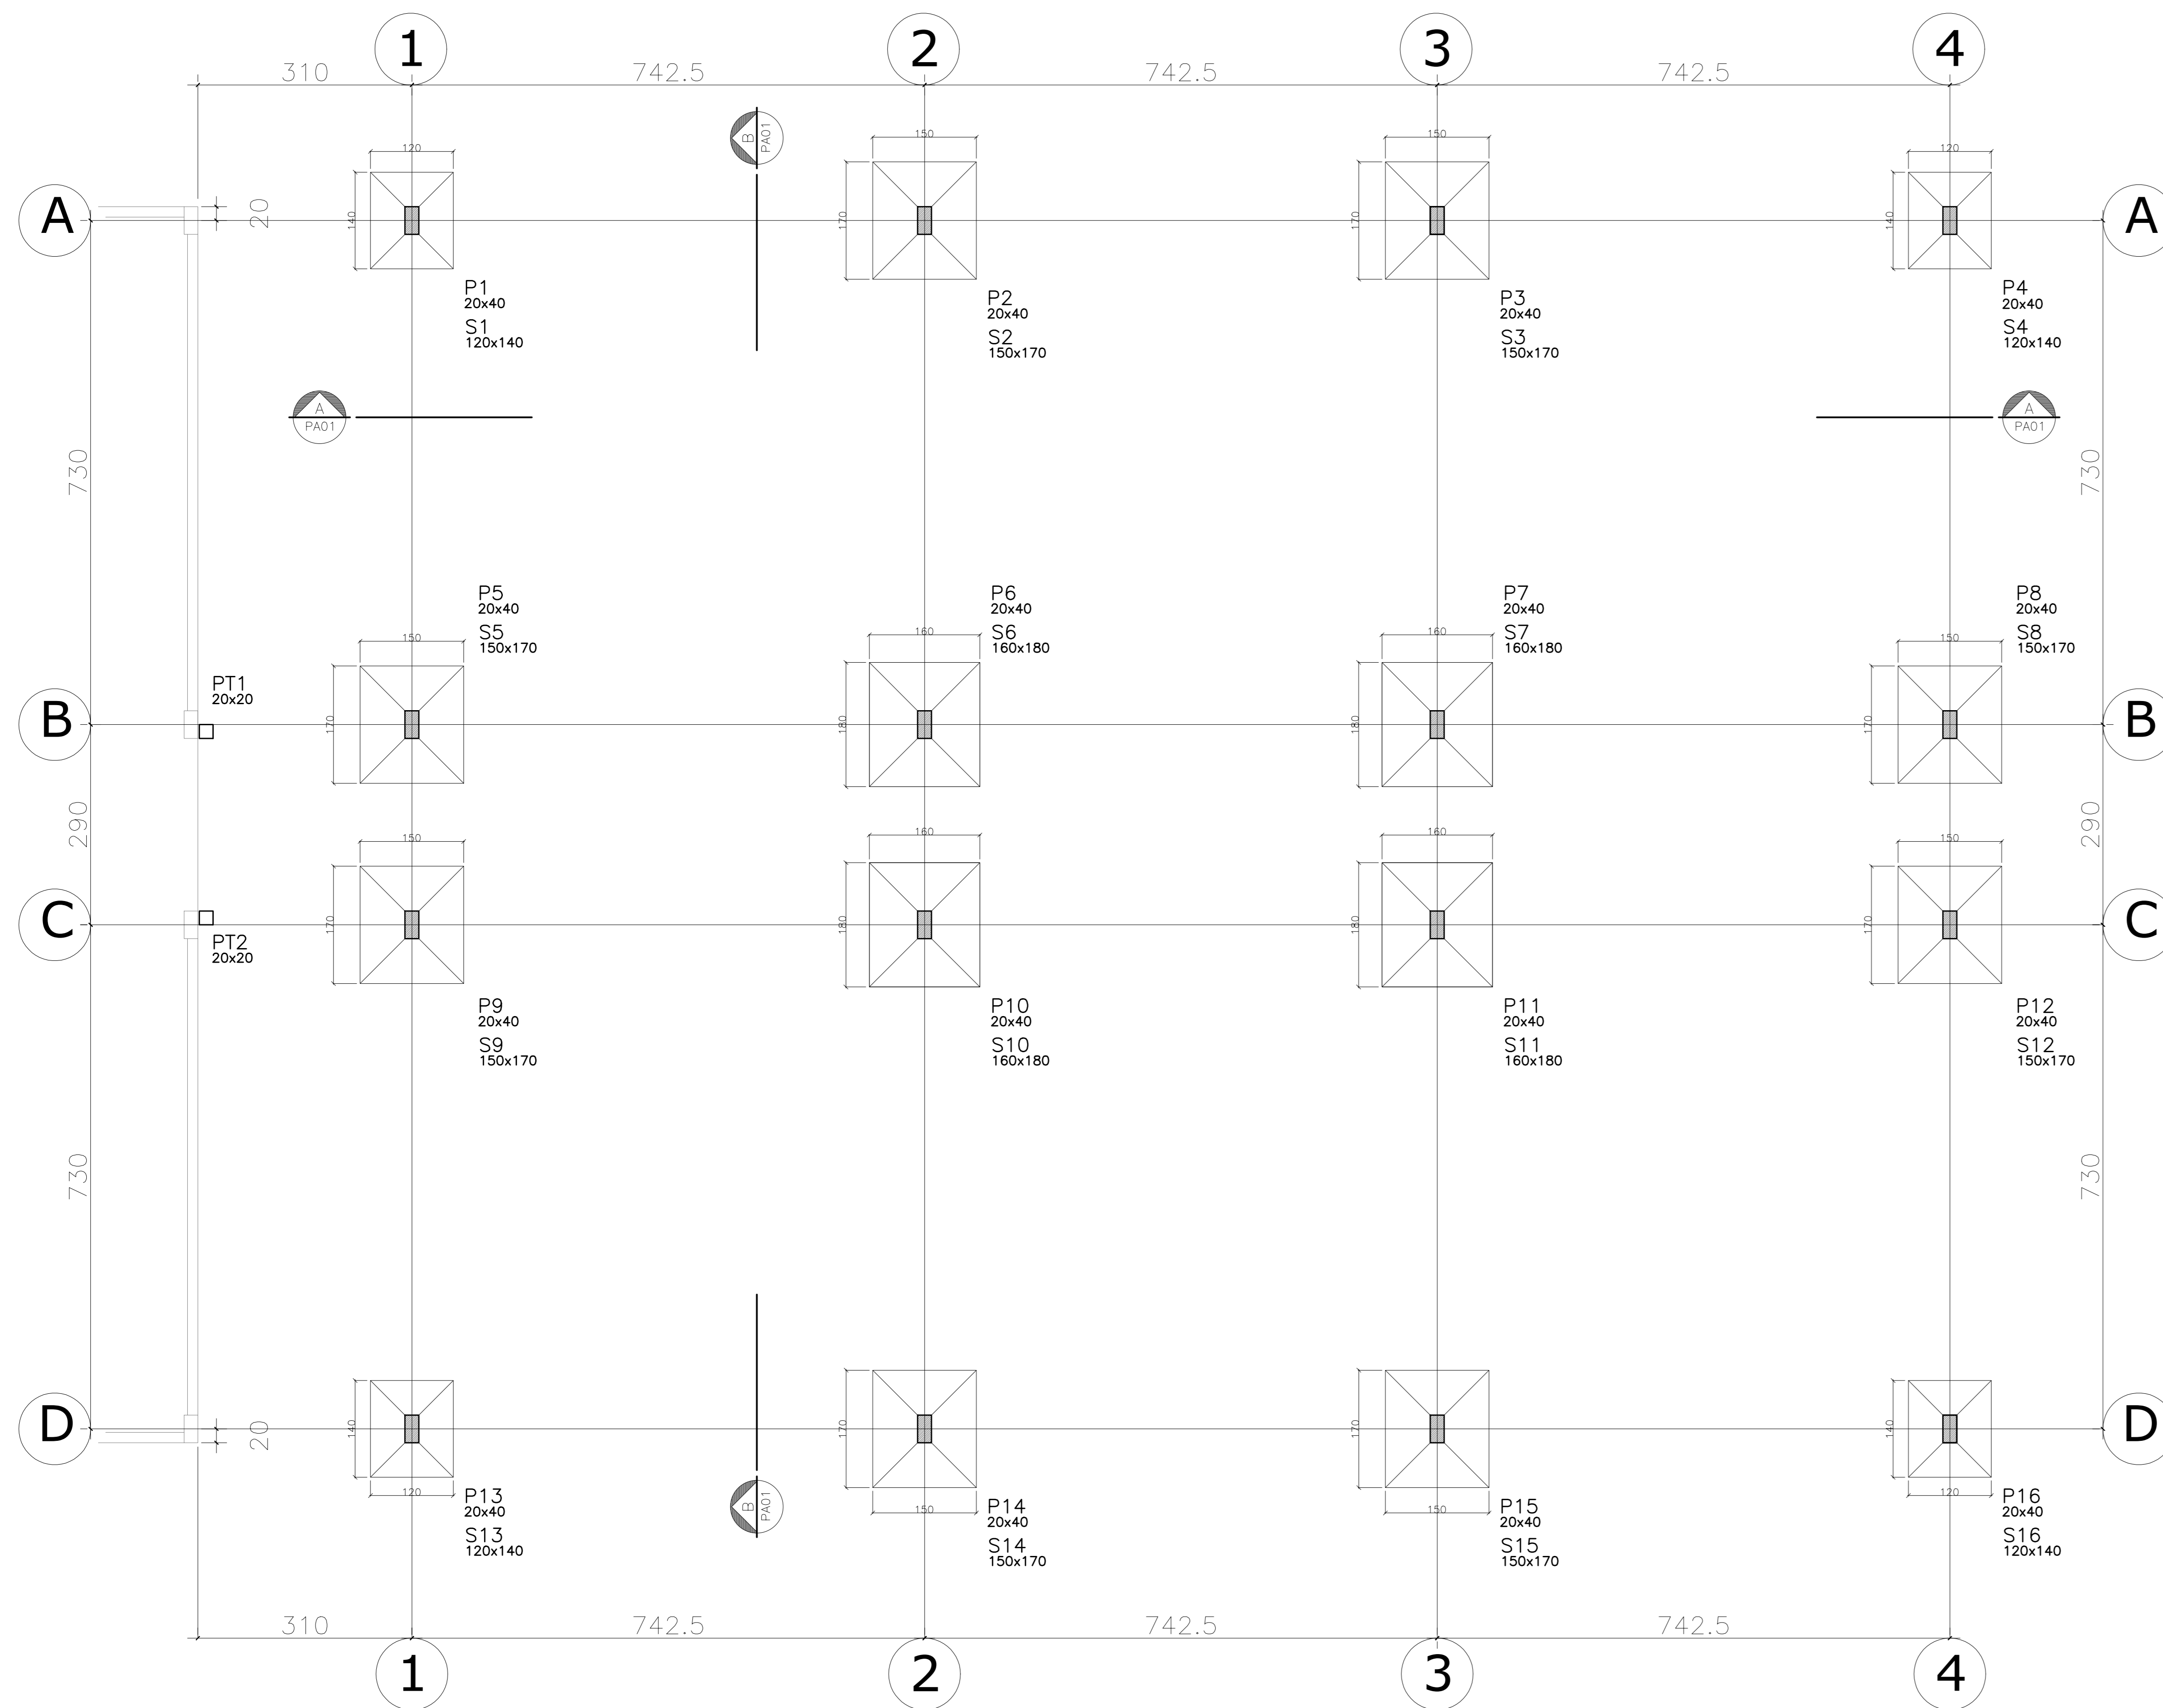 1
2
3
4
310
742.5
742.5
742.5
B
PA01
120
150
150
120
A
20
140
170
170
140
A
P1
20x40
S1
120x140
P2
20x40
S2
150x170
P3
20x40
S3
150x170
P4
20x40
S4
120x140
A
PA01
A
PA01
730
730
P5
20x40
S5
150x170
P6
20x40
S6
160x180
P7
20x40
S7
160x180
P8
20x40
S8
150x170
150
160
160
150
PT1
20x20
B
170
180
180
170
B
290
290
150
160
160
150
C
170
180
180
170
C
PT2
20x20
P9
20x40
S9
150x170
P10
20x40
S10
160x180
P11
20x40
S11
160x180
P12
20x40
S12
150x170
730
730
D
20
140
170
170
140
D
120
150
150
120
B
PA01
P13
20x40
S13
120x140
P14
20x40
S14
150x170
P15
20x40
S15
150x170
P16
20x40
S16
120x140
310
742.5
742.5
742.5
1
2
3
4